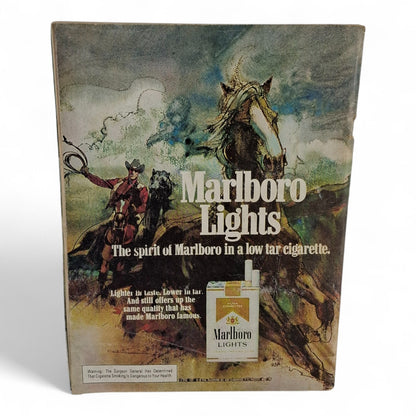 Marlboro
Lights
The spirit of Marlboro in a low tar cigarette.
Lighter in taste. Lower in tar.
And still offers up the
same quality that has
made Marlboro famous.
Marlboro
LIGHTS
Warning: The Surgeon General Has Determined
That Cigarette Smoking Is Dangerous to Your Health.